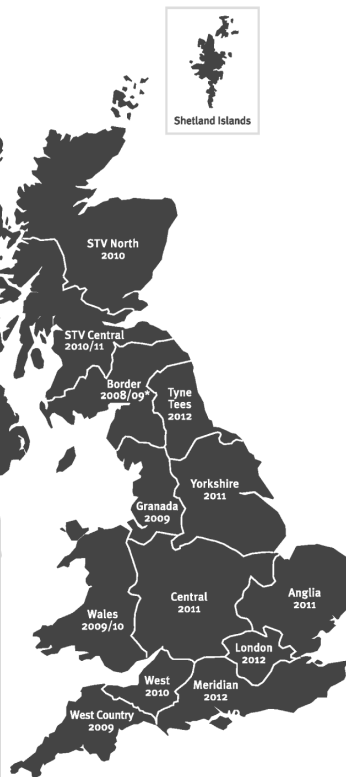 Shetland Islands
STV North
2010
STV Central
2010/11
Border
2008/09*
Tyne
Tees
2012
Yorkshire
2011
Granada
2009
Central
2011
Anglia
2011
Wales
2009/10
London
2012
West
2010
Meridian
2012
West Country
2009